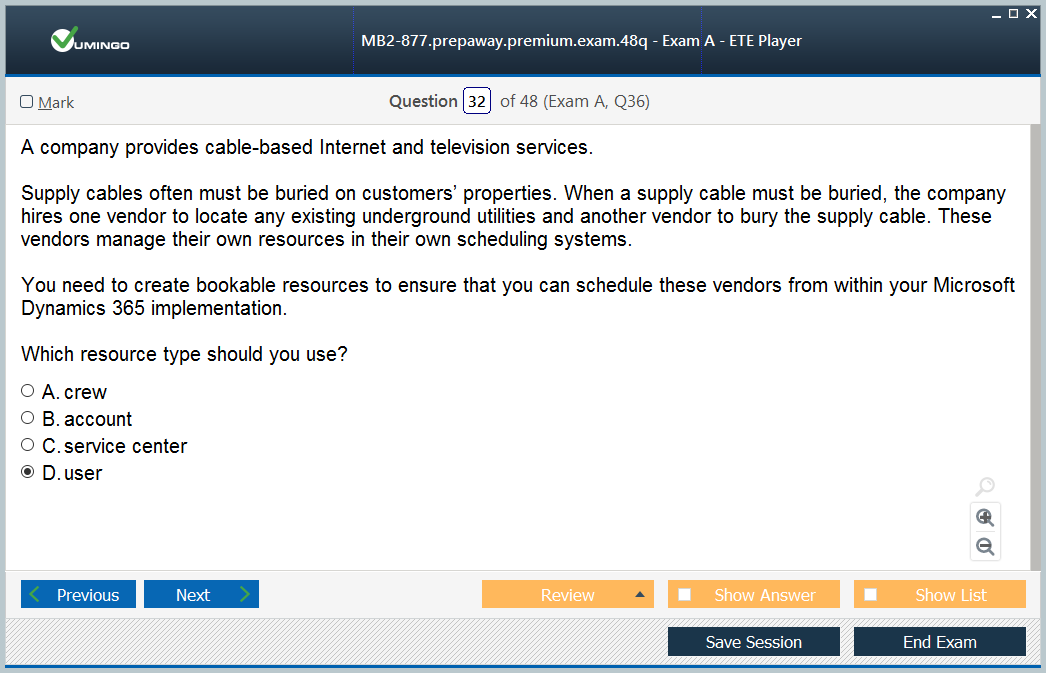 VUMINGO
MB2-877.prepaway.premium.exam.48q - Exam A - ETE Player
Mark
Question 32 of 48 (Exam A, Q36)
A company provides cable-based Internet and television services.
Supply cables often must be buried on customers’ properties. When a supply cable must be buried, the company
hires one vendor to locate any existing underground utilities and another vendor to bury the supply cable. These
vendors manage their own resources in their own scheduling systems.
You need to create bookable resources to ensure that you can schedule these vendors from within your Microsoft
Dynamics 365 implementation.
Which resource type should you use?
A. crew
B. account
C. service center
D. user
Previous
Next
Review
Show Answer
Show List
Save Session
End Exam